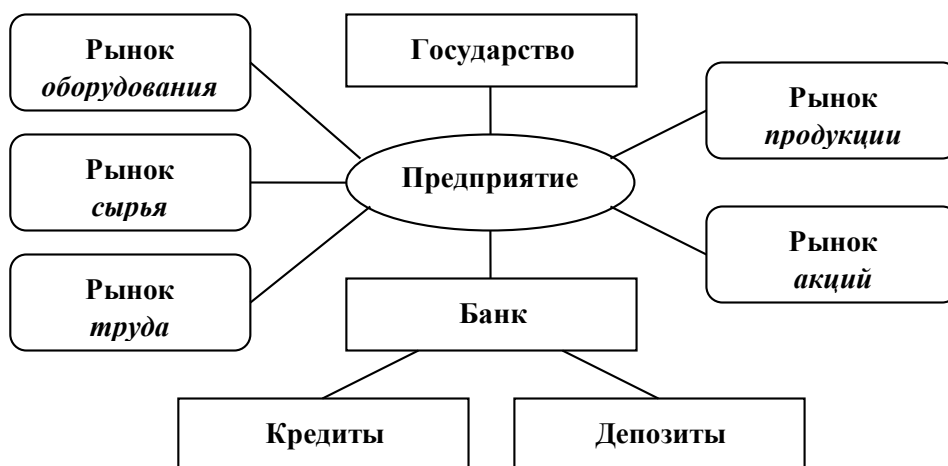 Рынок
оборудования
Государство
Рынок
продукции
Рынок
сырья
Предприятие
Рынок
акций
Рынок
труда
Банк
Кредиты
Депозиты